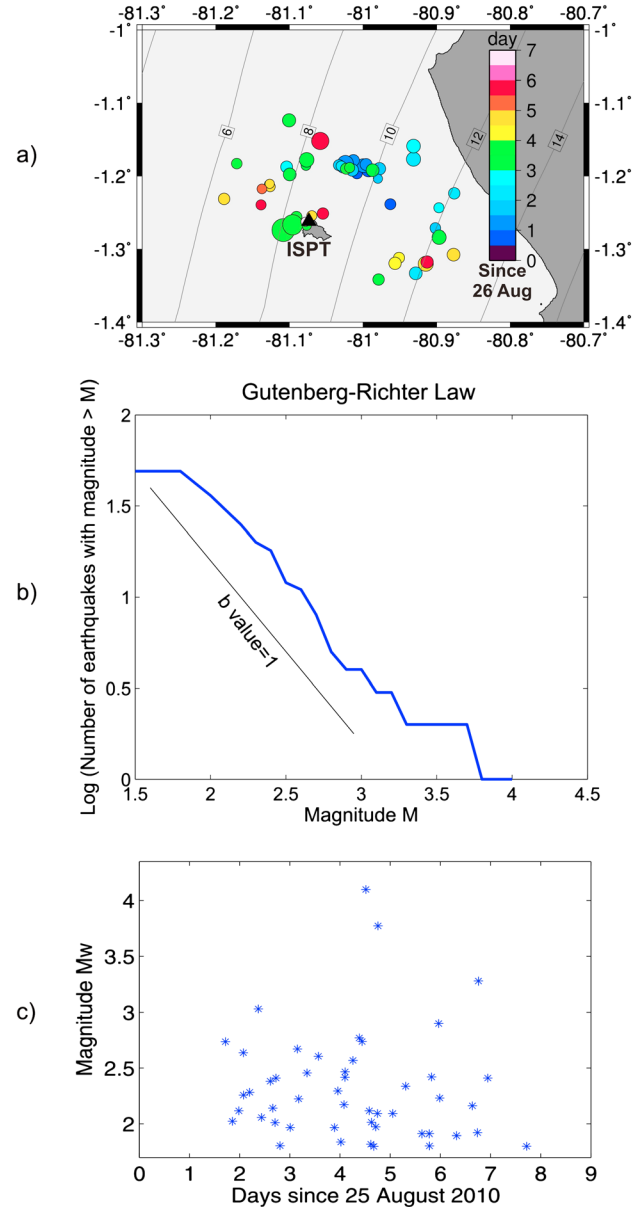 -81.3˚ -81.2˚ -81.1˚ -81˚ -80.9˚ -80.8˚ -80.7˚
a)
-1˚ -1˚
-1.1˚ -1.1˚
-1.2˚ -1.2˚
-1.3˚ -1.3˚
-1.4˚ -1.4˚
6 8 10 12 14
ISPT
day
7
6
5
4
3
2
1
0
Since
26 Aug
-81.3˚ -81.2˚ -81.1˚ -81˚ -80.9˚ -80.8˚ -80.7˚
b)
Gutenberg-Richter Law
Log (Number of earthquakes with magnitude > M)
2
1.5
1
0.5
0
b value=1
1.5 2 2.5 3 3.5 4 4.5
Magnitude M
c)
Magnitude Mw
4
3.5
3
2.5
2
0 1 2 3 4 5 6 7 8 9
Days since 25 August 2010